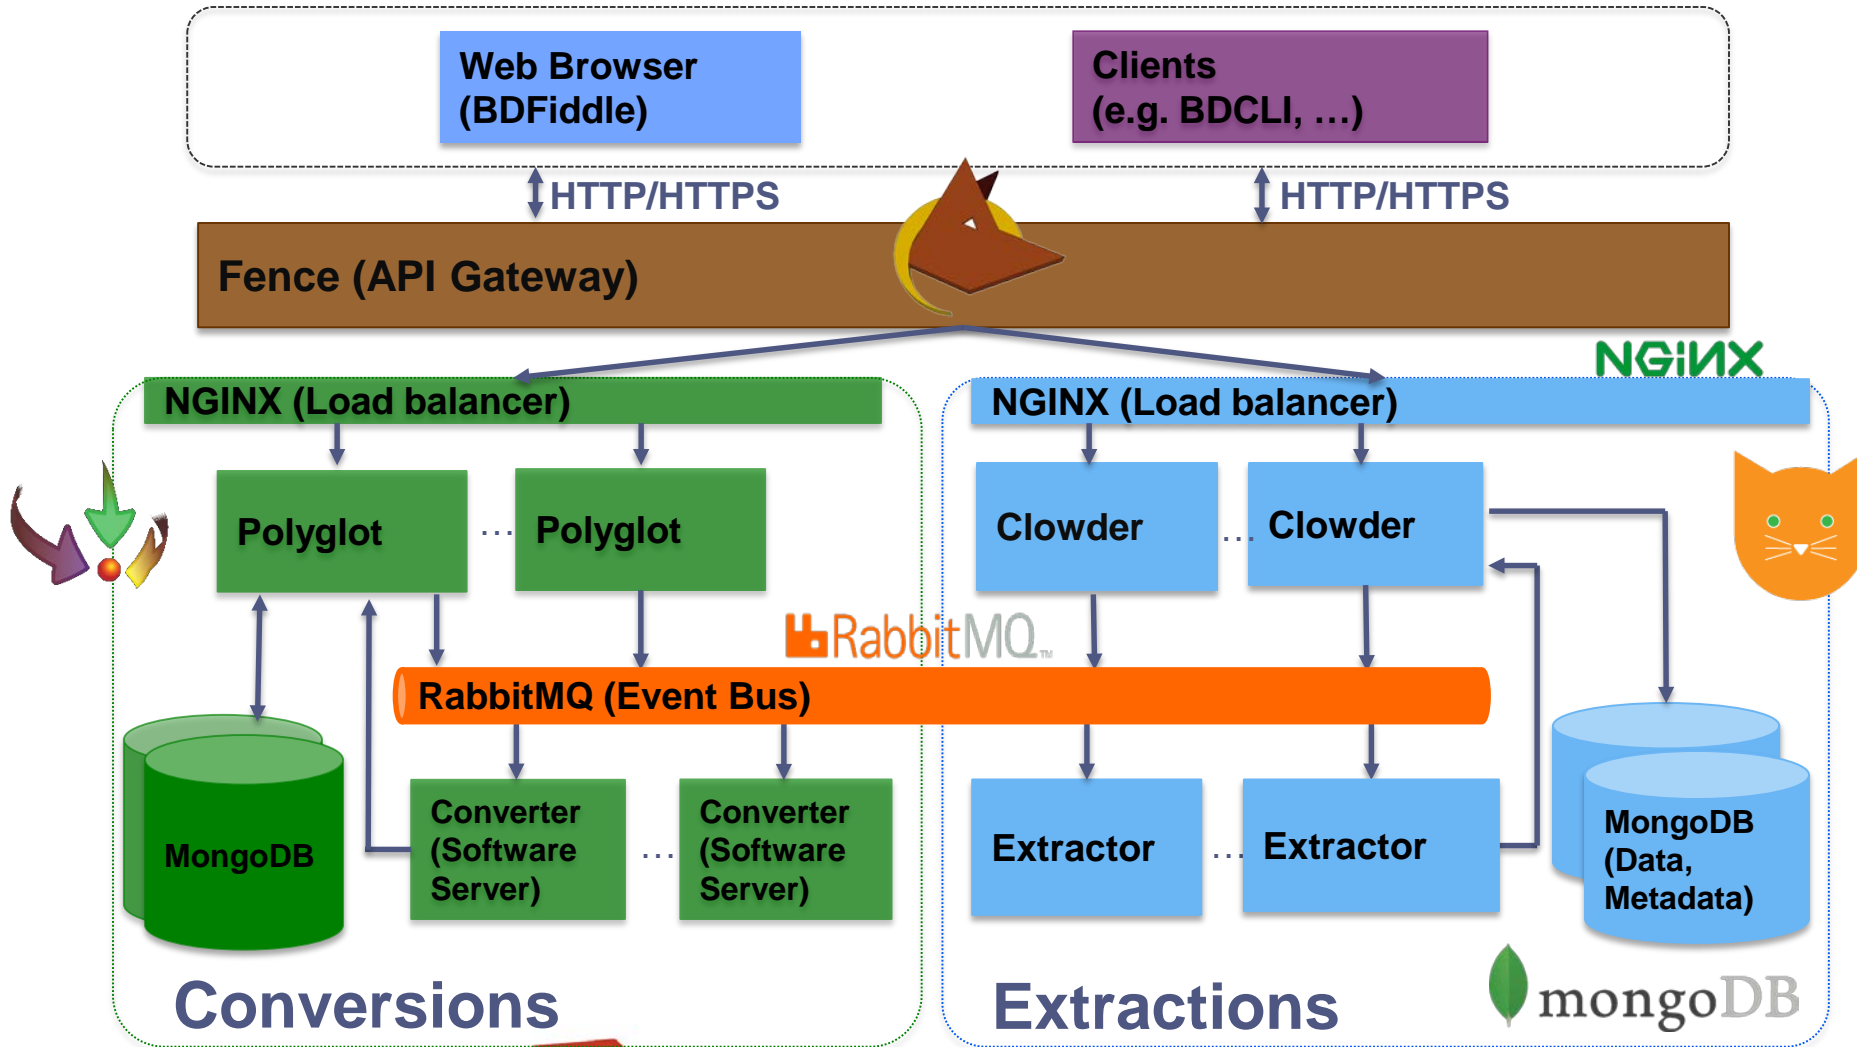 Web Browser
(BDFiddle)
Clients
(e.g. BDCLI, …)
HTTP/HTTPS
HTTP/HTTPS
Fence (API Gateway)
NGINX
NGINX (Load balancer)
NGINX (Load balancer)
Polyglot
…
Polyglot
Clowder
…
Clowder
RabbitMQ™
RabbitMQ (Event Bus)
MongoDB
Converter
(Software
Server)
…
Converter
(Software
Server)
Extractor
…
Extractor
MongoDB
(Data,
Metadata)
Conversions
Extractions
mongoDB